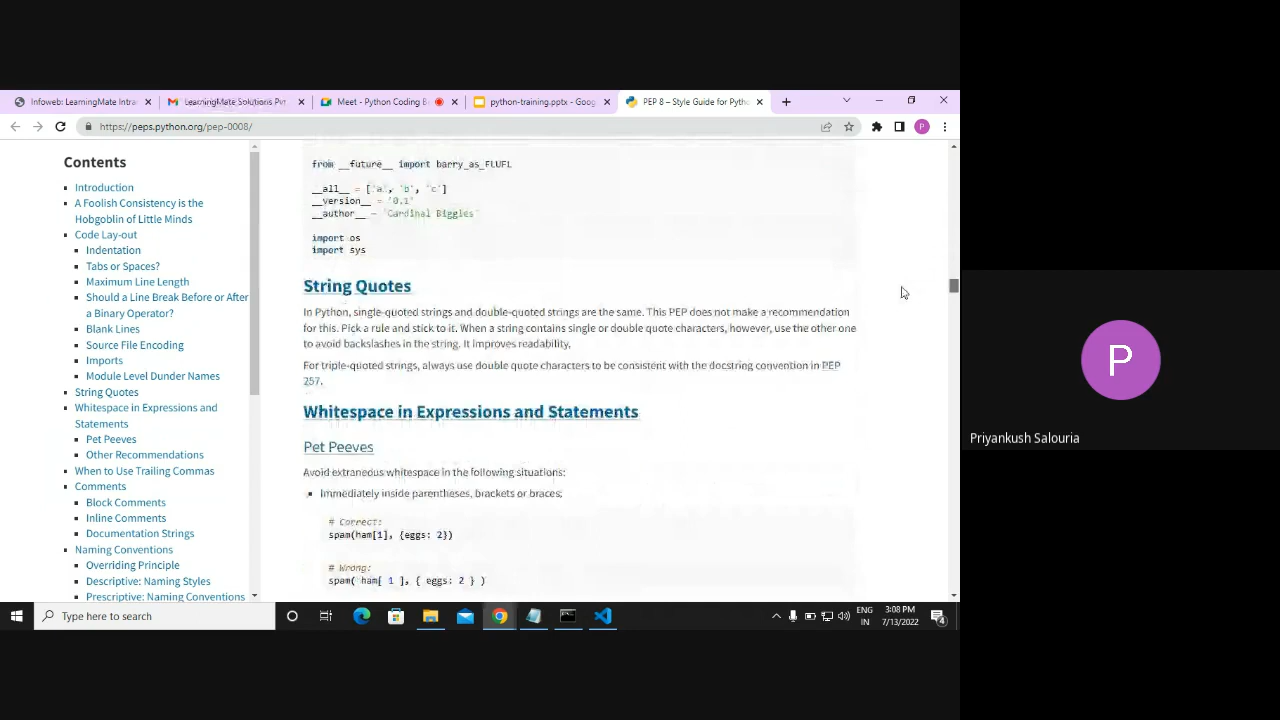 Infoweb: LearningMate Intra
LearningMate Solutions Pvt
Meet - Python Coding B
python-training.pptx - Goog
PEP 8 – Style Guide for Pytho
https://peps.python.org/pep-0008/
Contents
Introduction
A Foolish Consistency is the
Hobgoblin of Little Minds
Code Lay-out
Indentation
Tabs or Spaces?
Maximum Line Length
Should a Line Break Before or After
a Binary Operator?
Blank Lines
Source File Encoding
Imports
Module Level Dunder Names
String Quotes
Whitespace in Expressions and
Statements
Pet Peeves
Other Recommendations
When to Use Trailing Commas
Comments
Block Comments
Inline Comments
Documentation Strings
Naming Conventions
Overriding Principle
Descriptive: Naming Styles
Prescriptive: Naming Conventions
from __future__ import barry_as_FLUFL
__all__ = ['a', 'b', 'c']
__version__ = '0.1'
__author__ = 'Cardinal Biggles'
import os
import sys
String Quotes
In Python, single-quoted strings and double-quoted strings are the same. This PEP does not make a recommendation
for this. Pick a rule and stick to it. When a string contains single or double quote characters, however, use the other one
to avoid backslashes in the string. It improves readability.
For triple-quoted strings, always use double quote characters to be consistent with the docstring convention in PEP
257.
Whitespace in Expressions and Statements
Pet Peeves
Avoid extraneous whitespace in the following situations:
Immediately inside parentheses, brackets or braces:
# Correct:
spam(ham[1], {eggs: 2})
# Wrong:
spam( ham[ 1 ], { eggs: 2 } )
P
Priyankush Salouria
Type here to search
ENG
IN
3:08 PM
7/13/2022
4